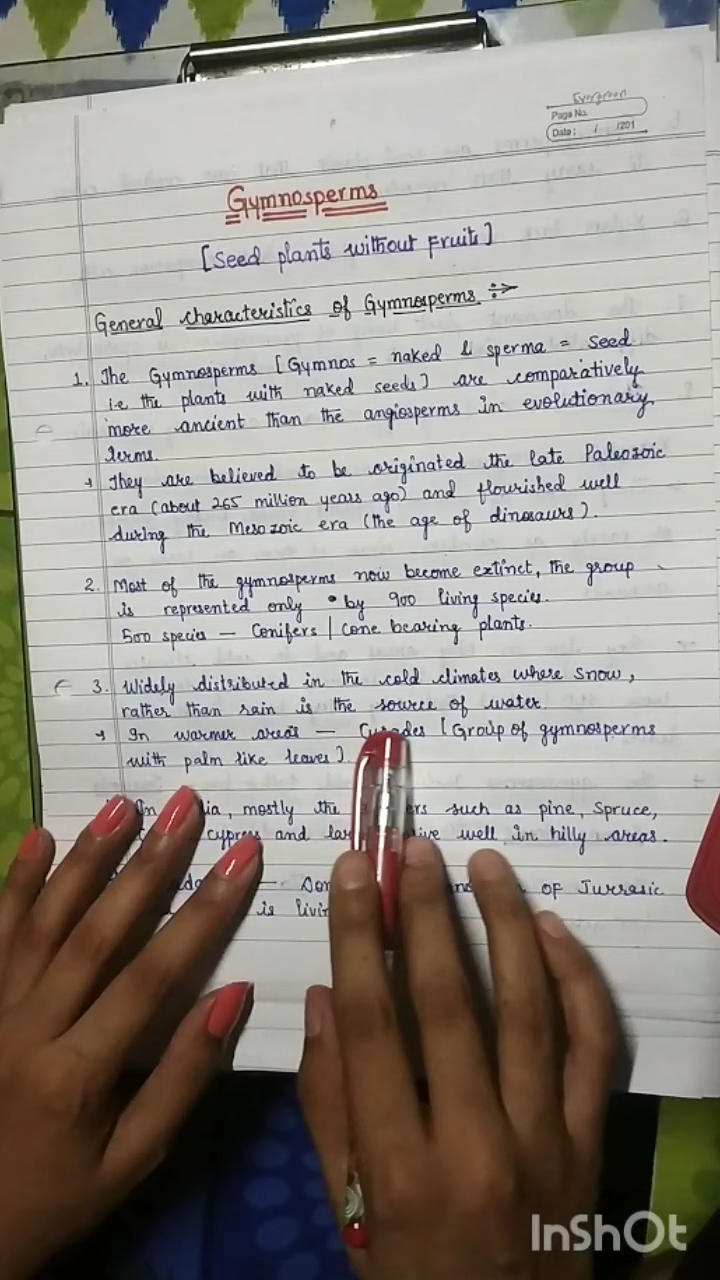 Evergreen
Page No.
Date: / /201
Gymnosperms
[Seed plants without Fruits]
General characteristics of Gymnosperms.
1. The Gymnosperms [Gymnos = naked & sperma = seed
i.e the plants with naked seeds] are comparatively
more ancient than the angiosperms in evolutionary
terms.
They are believed to be originated the late Paleozoic
era (about 265 million years ago) and flourished well
during the Mesozoic era (the age of dinosaurs).
2. Most of the gymnosperms now become extinct, the group
is represented only by 900 living species.
500 species — Conifers / cone bearing plants.
3. Widely distributed in the cold climates where snow,
rather than rain is the source of water
→ In warmer areas — [Group of gymnosperms
with palm like leaves]
mostly the such as pine, Spruce,
cypress and well in hilly areas.
— OF Jurrasic
is
InShOt